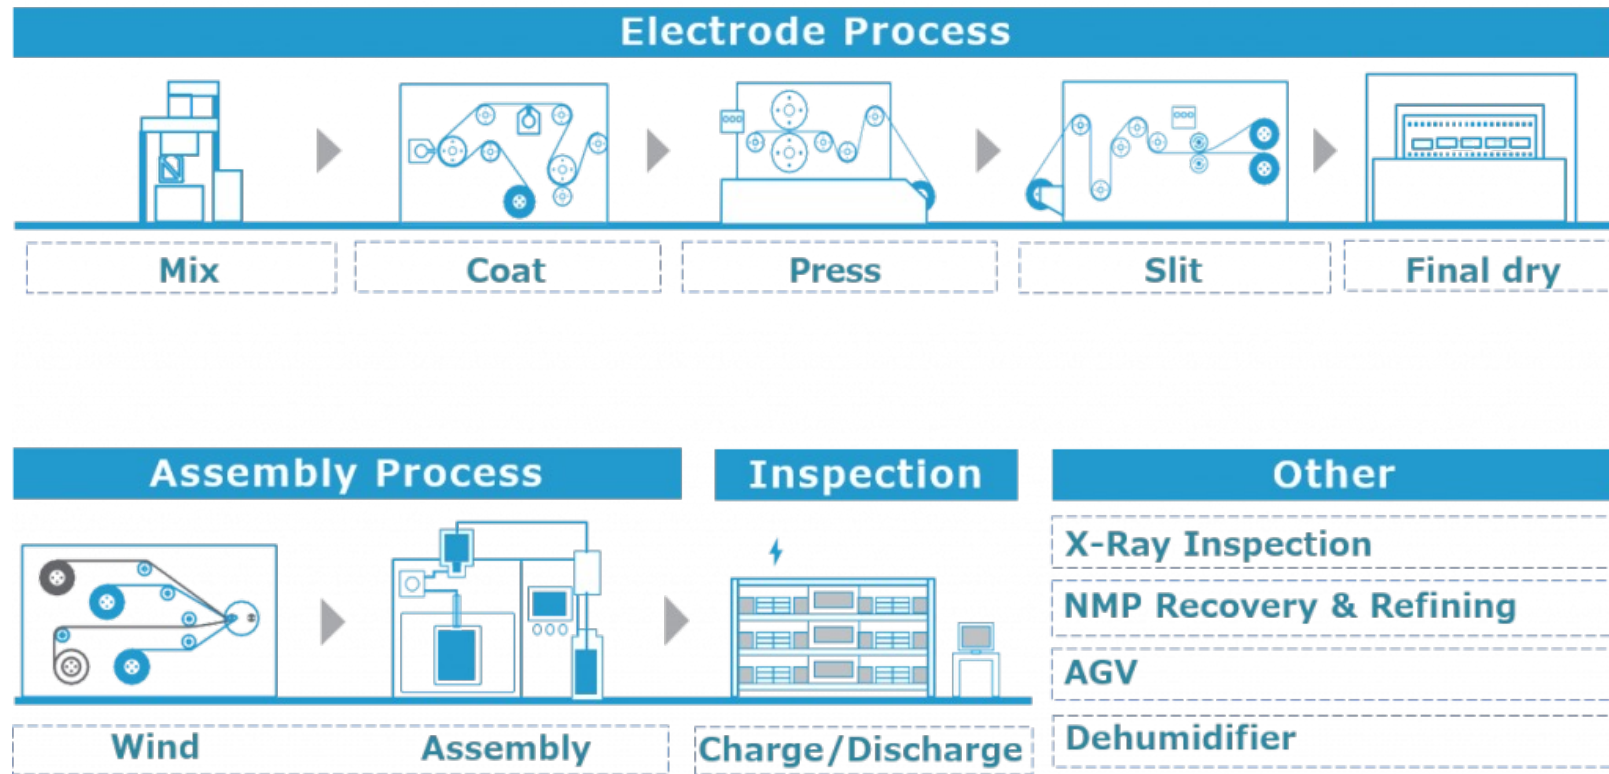 Electrode Process
Mix
Coat
Press
Slit
Final dry
Assembly Process
Inspection
Other
X-Ray Inspection
NMP Recovery & Refining
AGV
Dehumidifier
Wind
Assembly
Charge/Discharge